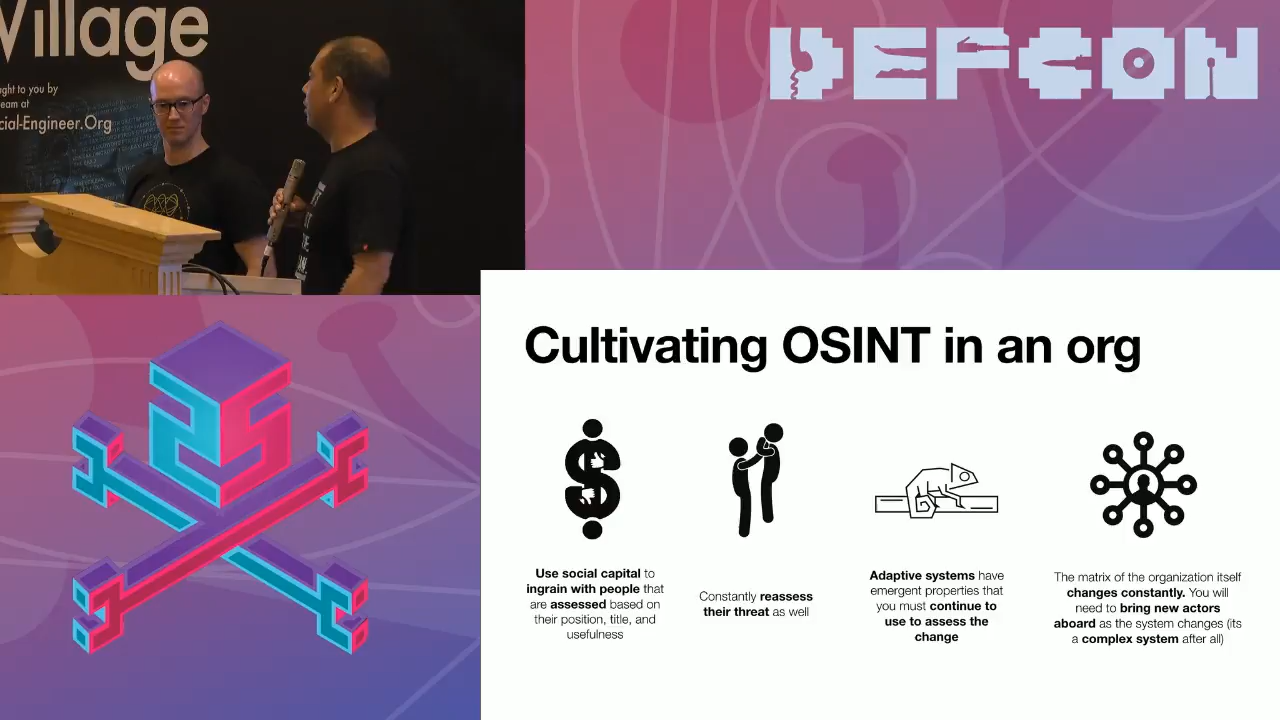 Village
ught to you by
team at
cial-Engineer.Org
DEFCON
25
Cultivating OSINT in an org
Use social capital to
ingrain with people that
are assessed based on
their position, title, and
usefulness
Constantly reassess
their threat as well
Adaptive systems have
emergent properties that
you must continue to
use to assess the
change
The matrix of the organization itself
changes constantly. You will
need to bring new actors
aboard as the system changes (its
a complex system after all)